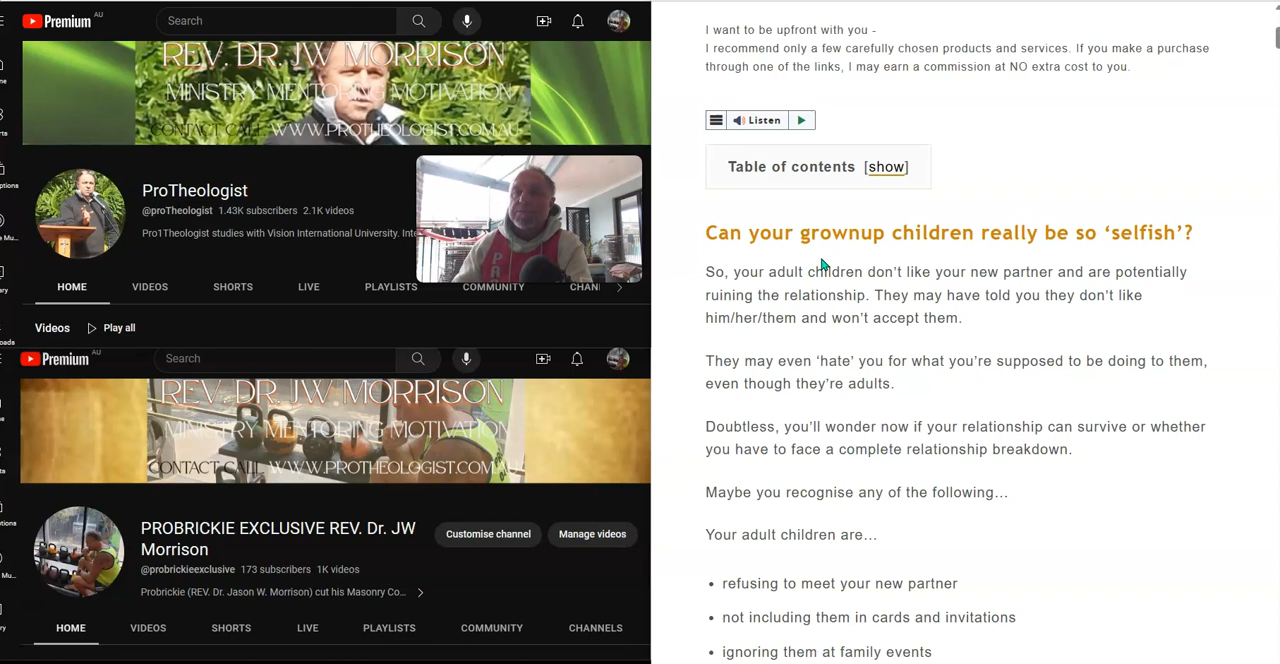 Premium AU
Search
REV. DR. JW MORRISON
MINISTRY MENTORING MOTIVATION
CONTACT CALL WWW.PROTHEOLOGIST.COM.AU
ProTheologist
@proTheologist 1.43K subscribers 2.1K videos
Pro1Theologist studies with Vision International University.
HOME VIDEOS SHORTS LIVE PLAYLISTS COMMUNITY
Videos Play all
Premium AU
Search
REV. DR. JW MORRISON
MINISTRY MENTORING MOTIVATION
CONTACT CALL WWW.PROTHEOLOGIST.COM.AU
PROBRICKIE EXCLUSIVE REV. Dr. JW
Morrison
Customise channel
Manage videos
@probrickieexclusive 173 subscribers 1K videos
Probrickie (REV. Dr. Jason W. Morrison) cut his Masonry Co...
HOME VIDEOS SHORTS LIVE PLAYLISTS COMMUNITY CHANNELS
I want to be upfront with you -
I recommend only a few carefully chosen products and services. If you make a purchase
through one of the links, I may earn a commission at NO extra cost to you.
Listen
Table of contents [show]
Can your grownup children really be so ‘selfish’?
So, your adult children don’t like your new partner and are potentially
ruining the relationship. They may have told you they don’t like
him/her/them and won’t accept them.
They may even ‘hate’ you for what you’re supposed to be doing to them,
even though they’re adults.
Doubtless, you’ll wonder now if your relationship can survive or whether
you have to face a complete relationship breakdown.
Maybe you recognise any of the following…
Your adult children are…
• refusing to meet your new partner
• not including them in cards and invitations
• ignoring them at family events